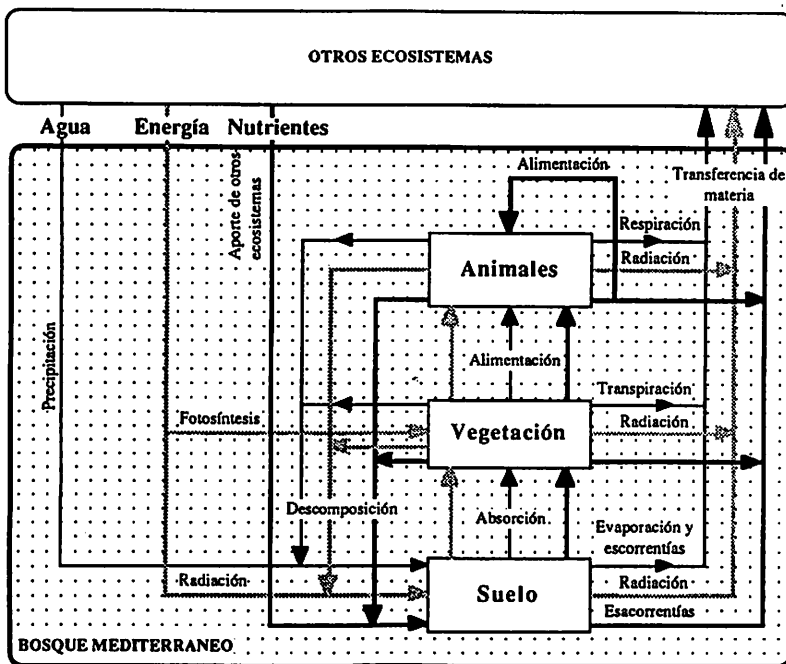 OTROS ECOSISTEMAS
Agua
Energía
Nutrientes
Aporte de otros
ecosistemas
Alimentación
Transferencia de
materia
Respiración
Animales
Radiación
Precipitación
Alimentación
Transpiración
Fotosíntesis
Vegetación
Radiación
Descomposición
Absorción
Evaporación y
escorrentías
Radiación
Suelo
Radiación
Esacorrentías
BOSQUE MEDITERRANEO